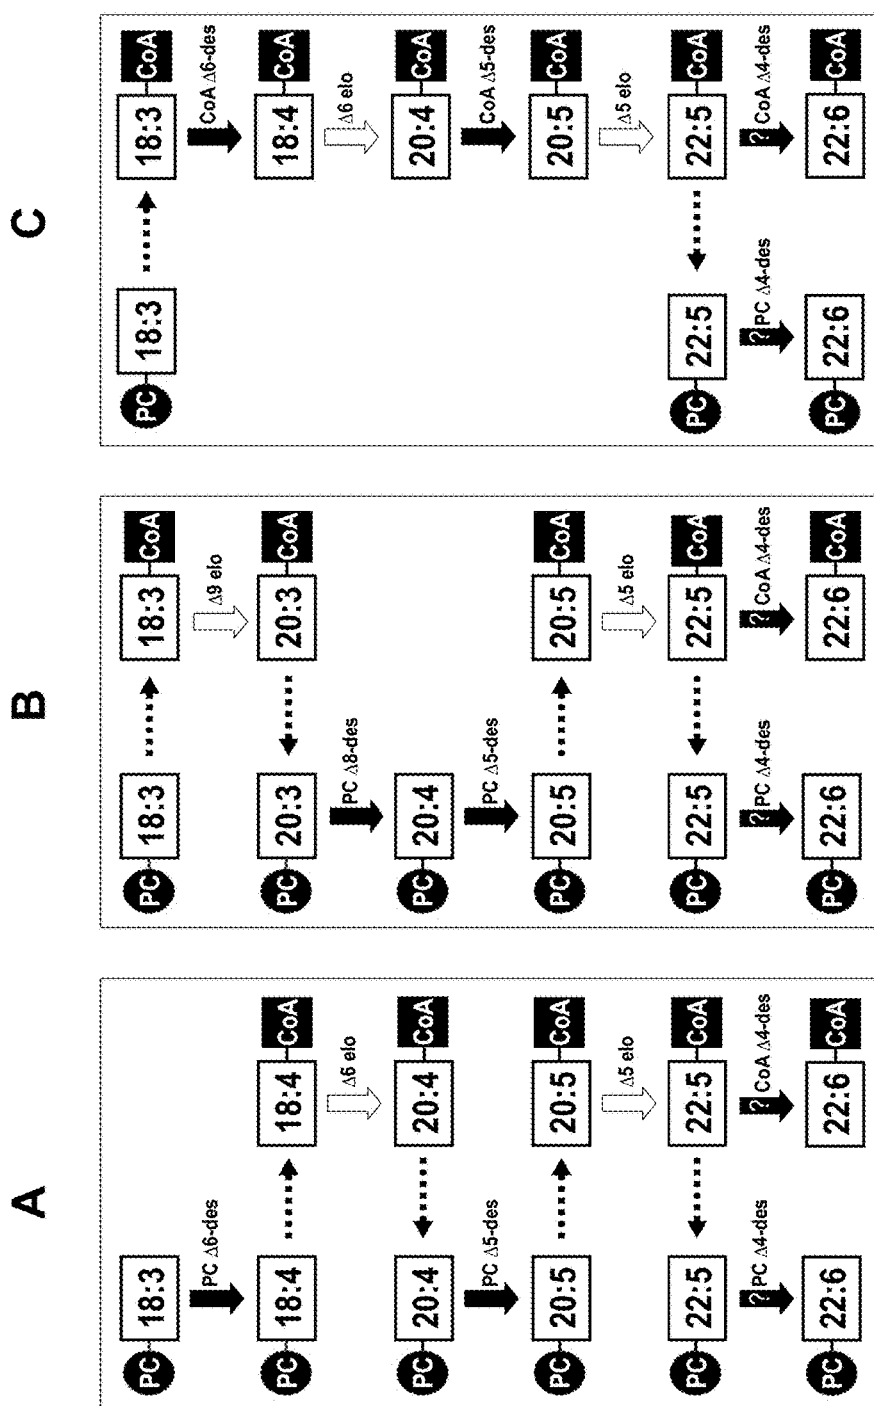 A
PC 18:3
PC Δ6-des
PC 18:4 18:4 CoA
Δ6 elo
PC 20:4 20:4 CoA
PC Δ5-des
PC 20:5 20:5 CoA
Δ5 elo
PC 22:5 22:5 CoA
? PC Δ4-des ? CoA Δ4-des
PC 22:6 22:6 CoA
B
PC 18:3 18:3 CoA
Δ9 elo
PC 20:3 20:3 CoA
PC Δ8-des
PC 20:4
PC Δ5-des
PC 20:5 20:5 CoA
Δ5 elo
PC 22:5 22:5 CoA
? PC Δ4-des ? CoA Δ4-des
PC 22:6 22:6 CoA
C
PC 18:3 18:3 CoA
CoA Δ6-des
18:4 CoA
Δ6 elo
20:4 CoA
CoA Δ5-des
20:5 CoA
Δ5 elo
PC 22:5 22:5 CoA
? PC Δ4-des ? CoA Δ4-des
PC 22:6 22:6 CoA